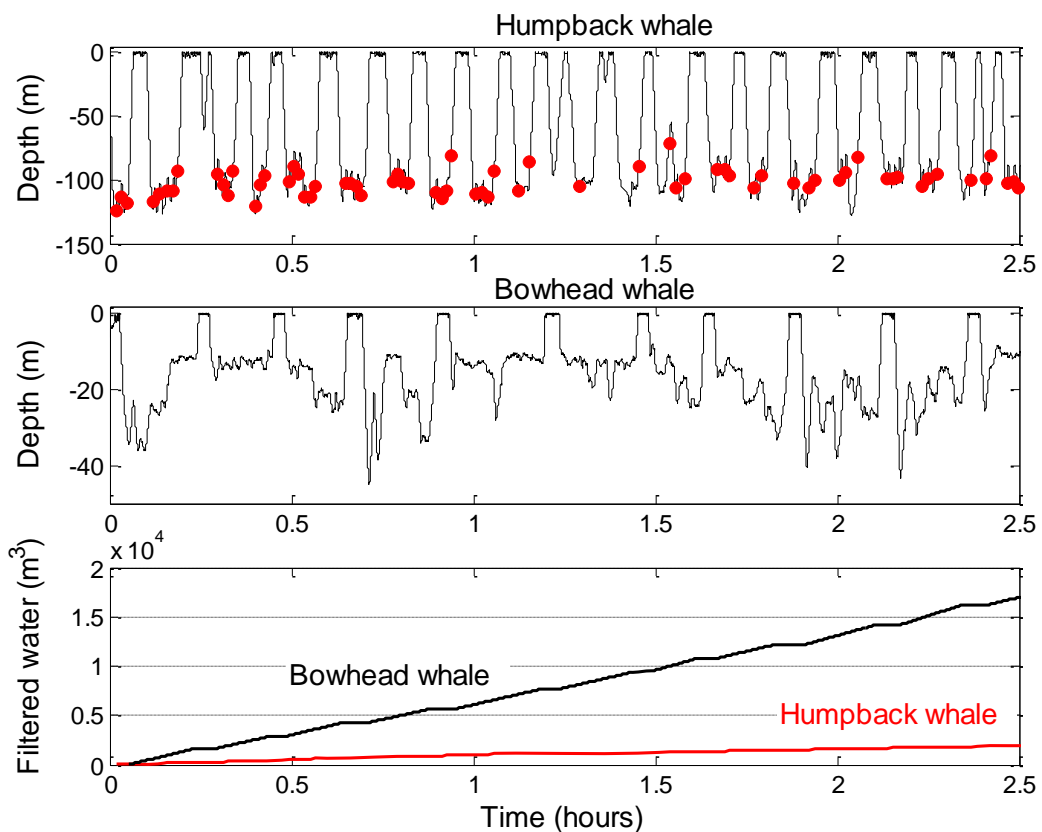 Humpback whale
Depth (m)
0
-50
-100
-150
0 0.5 1 1.5 2 2.5
Bowhead whale
Depth (m)
0
-20
-40
0 0.5 1 1.5 2 2.5
x 10^4
Filtered water (m^3)
2
1.5
1
0.5
0
Bowhead whale
Humpback whale
0 0.5 1 1.5 2 2.5
Time (hours)